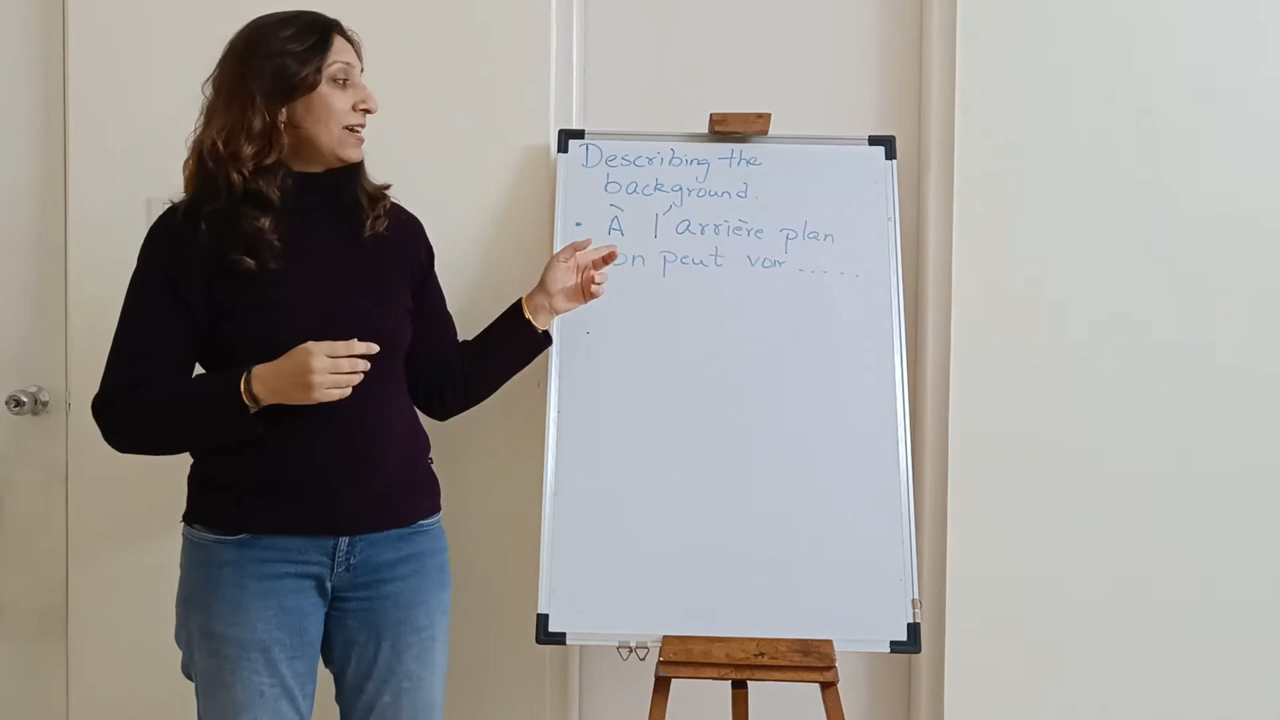 Describing the
background.
• À l'arrière plan
on peut voir .....